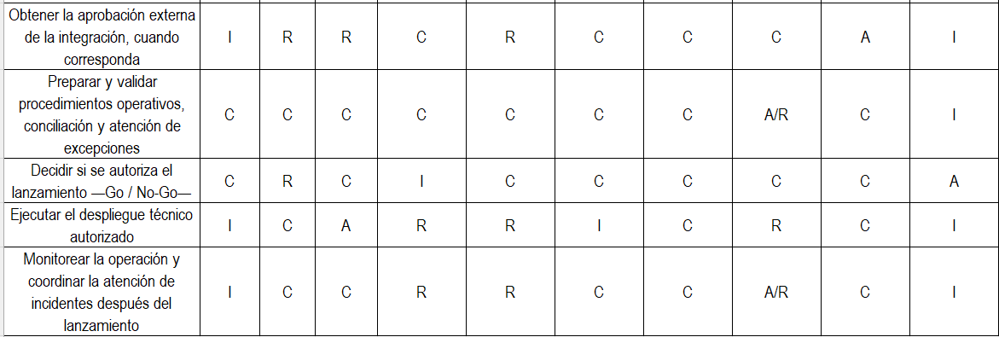 Obtener la aprobación externa
de la integración, cuando
corresponda
I R R C R C C C A I
Preparar y validar
procedimientos operativos,
conciliación y atención de
excepciones
C C C C C C C A/R C I
Decidir si se autoriza el
lanzamiento —Go / No-Go—
C R C I C C C C C A
Ejecutar el despliegue técnico
autorizado
I C A R R I C R C I
Monitorear la operación y
coordinar la atención de
incidentes después del
lanzamiento
I C C R R C C A/R C I